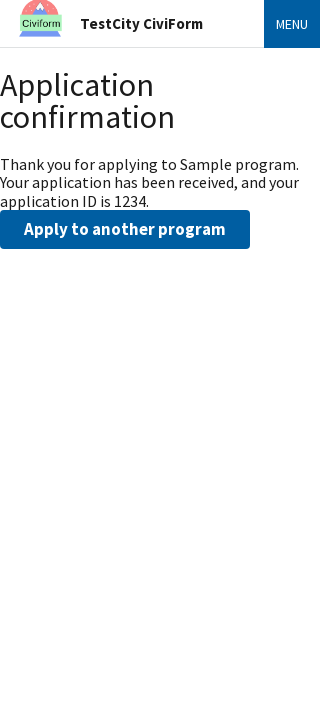 Civiform
TestCity CiviForm
MENU
Application
confirmation
Thank you for applying to Sample program.
Your application has been received, and your
application ID is 1234.
Apply to another program